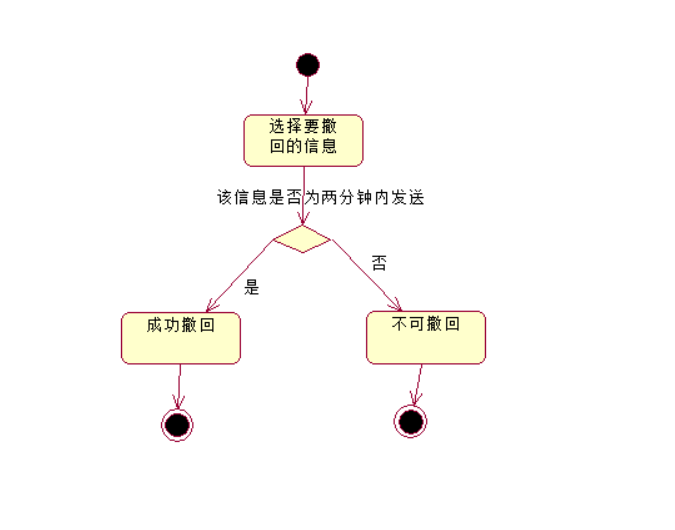 选择要撤
回的信息
该信息是否为两分钟内发送
否
是
成功撤回
不可撤回